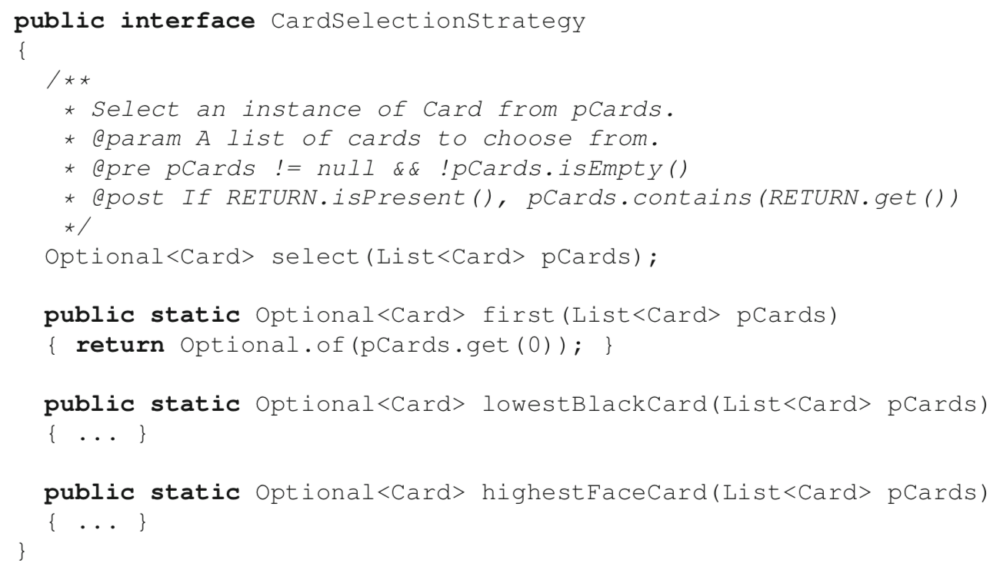 public interface CardSelectionStrategy
{
/**
* Select an instance of Card from pCards.
* @param A list of cards to choose from.
* @pre pCards != null && !pCards.isEmpty()
* @post If RETURN.isPresent(), pCards.contains(RETURN.get())
*/
Optional<Card> select(List<Card> pCards);
public static Optional<Card> first(List<Card> pCards)
{ return Optional.of(pCards.get(0)); }
public static Optional<Card> lowestBlackCard(List<Card> pCards)
{ ... }
public static Optional<Card> highestFaceCard(List<Card> pCards)
{ ... }
}